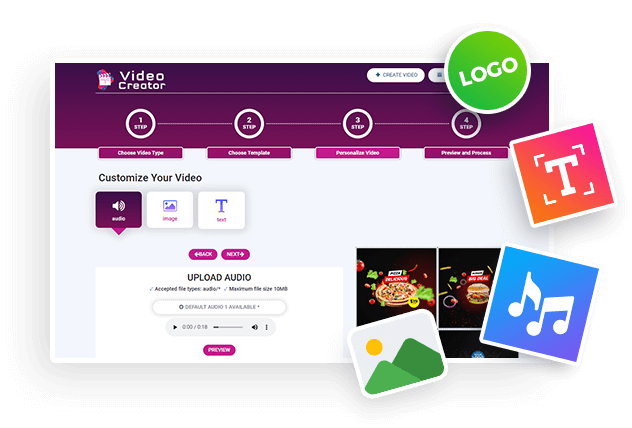 Video
Creator
+ CREATE VIDEO
LOGO
1
STEP
2
STEP
3
STEP
4
STEP
Choose Video Type
Choose Template
Personalize Video
Preview and Process
Customize Your Video
audio
image
T
text
T
BACK
NEXT
UPLOAD AUDIO
✓ Accepted file types: audio/* ✓ Maximum file size 10MB
DEFAULT AUDIO 1 AVAILABLE *
0:00 / 0:18
PREVIEW
PIZZA
DELICIOUS
BIG DEAL